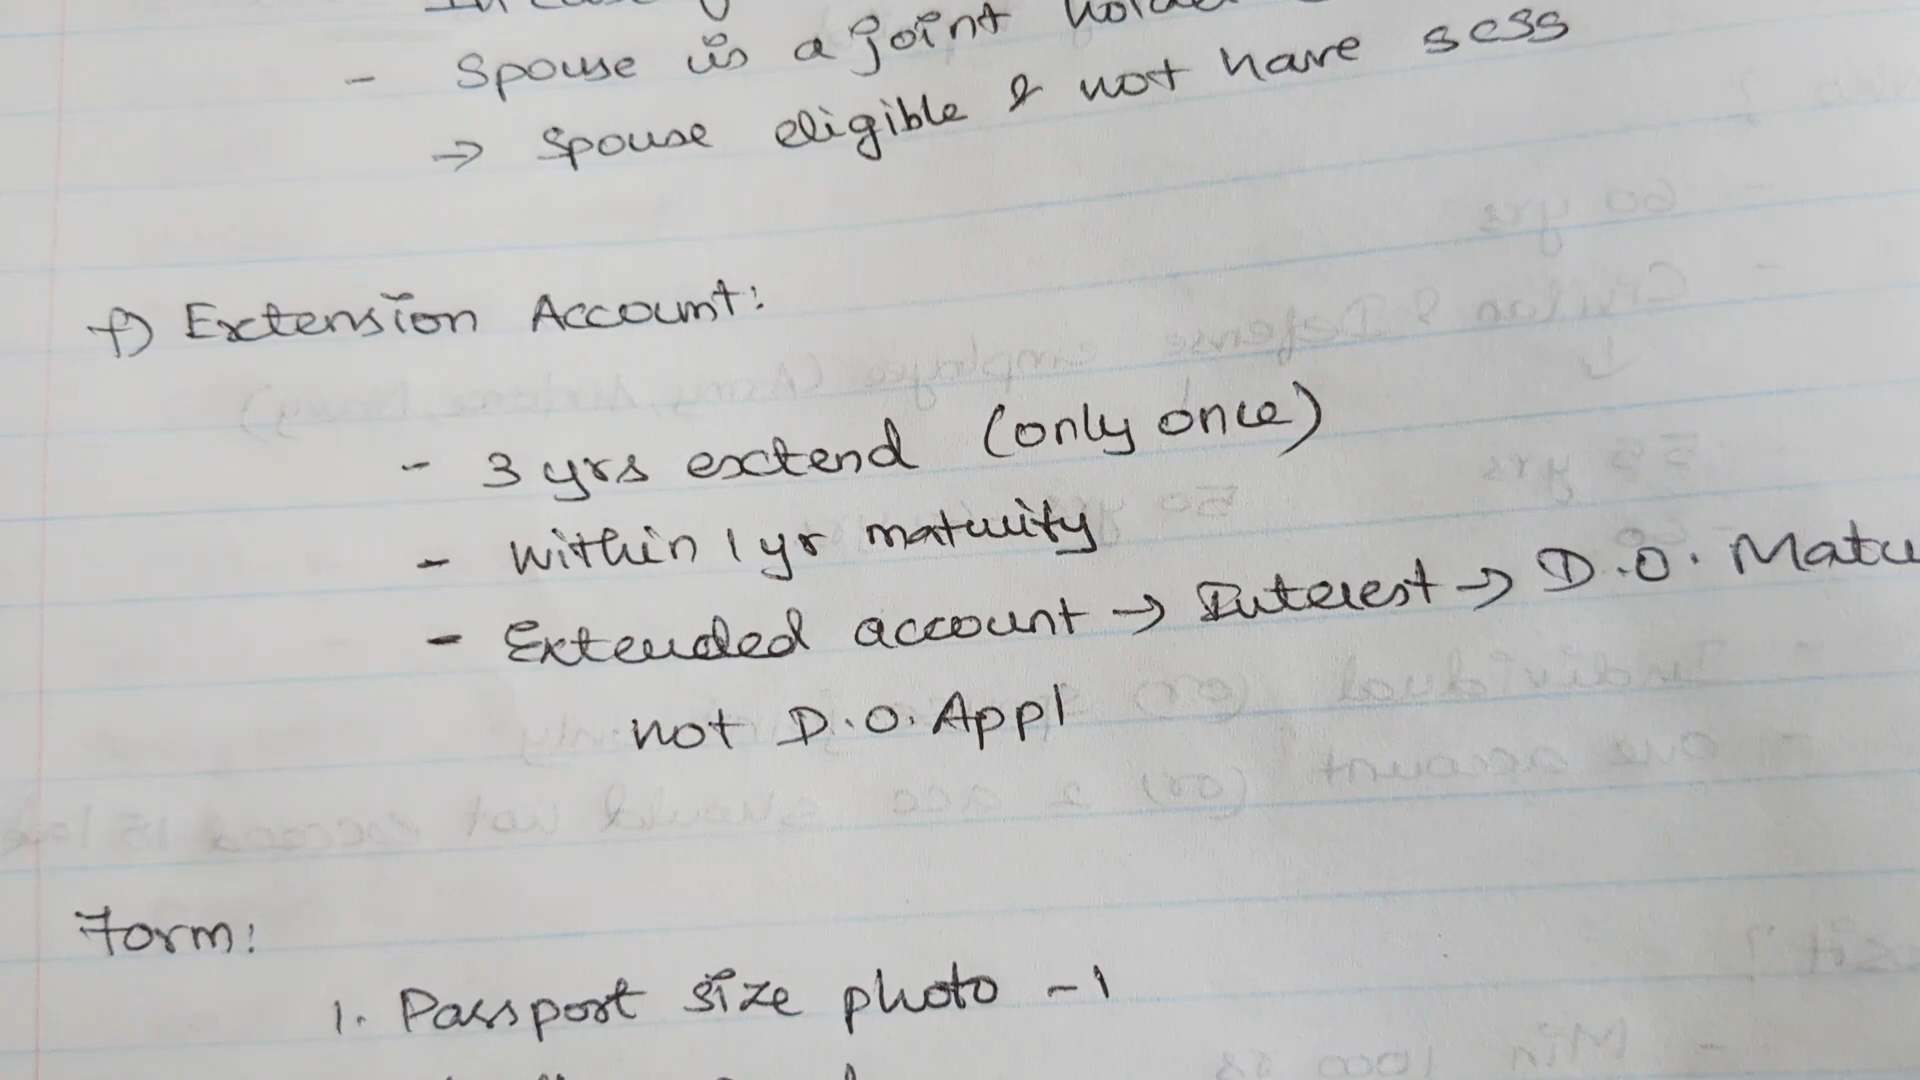 - Spouse is a joint holder
→ Spouse eligible & not have scss
f) Extension Account:
- 3 yrs extend (only once)
- within 1 yr maturity
- Extended account → Interest → D.O. Matu
not D.O. Appl
Form:
1. Passport size photo - 1